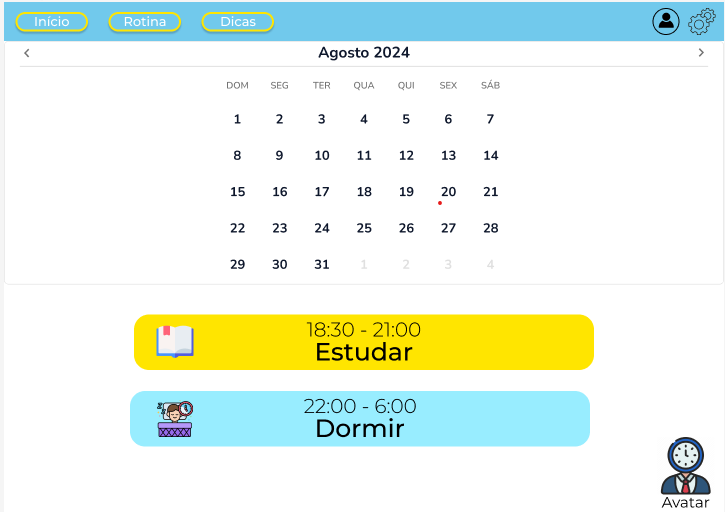 Início Rotina Dicas
Agosto 2024
DOM SEG TER QUA QUI SEX SÁB
1 2 3 4 5 6 7
8 9 10 11 12 13 14
15 16 17 18 19 20 21
22 23 24 25 26 27 28
29 30 31 1 2 3 4
18:30 - 21:00
Estudar
22:00 - 6:00
Dormir
Avatar